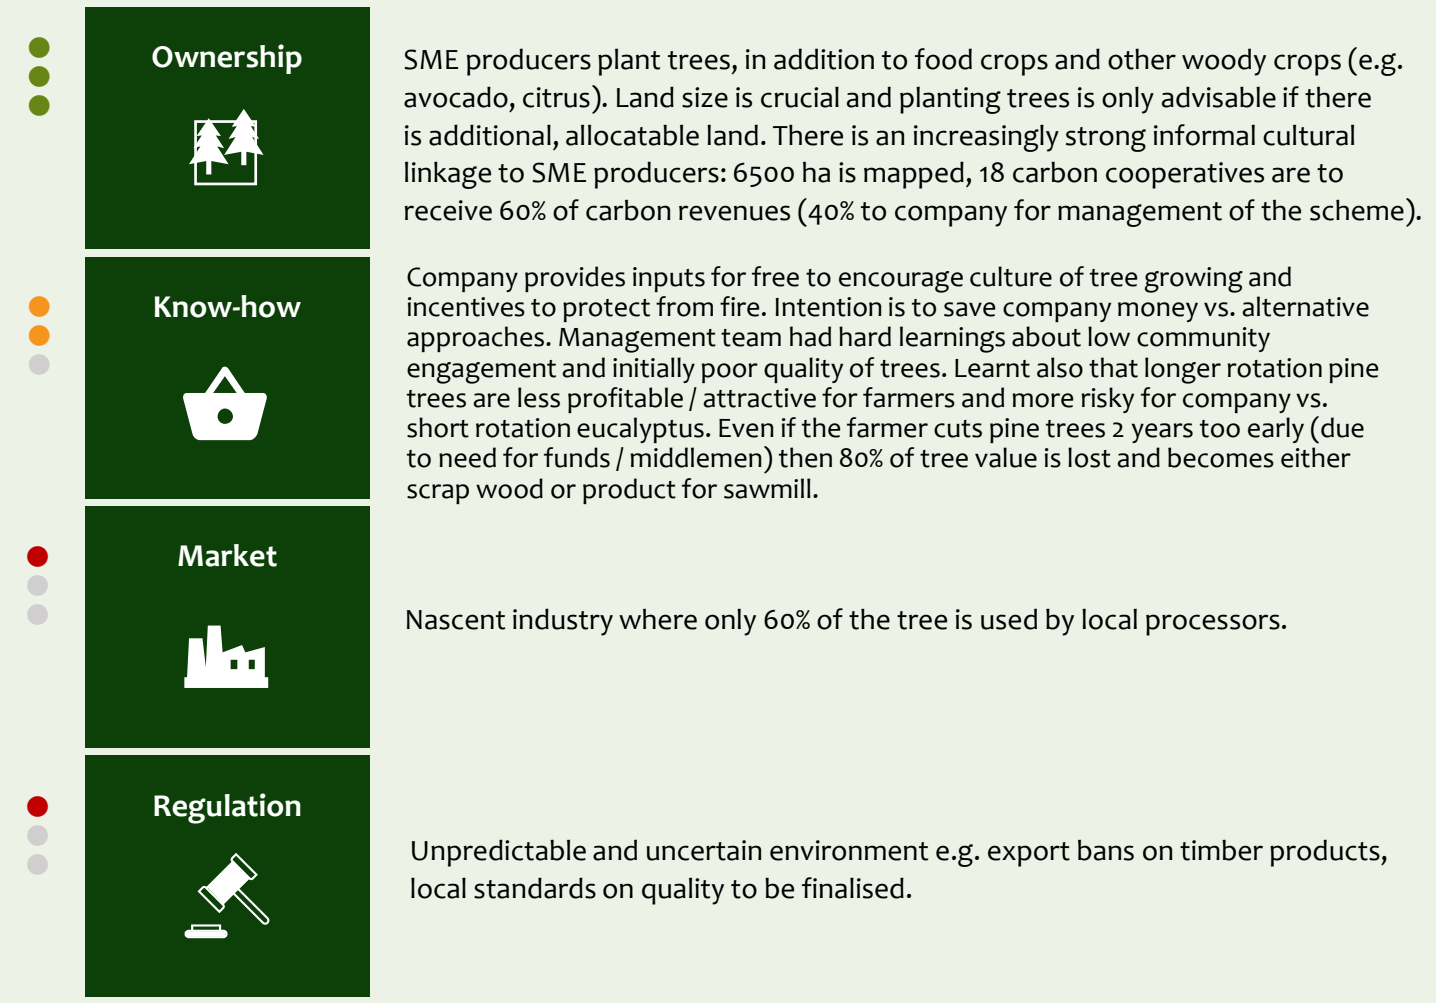 Ownership
SME producers plant trees, in addition to food crops and other woody crops (e.g.
avocado, citrus). Land size is crucial and planting trees is only advisable if there
is additional, allocatable land. There is an increasingly strong informal cultural
linkage to SME producers: 6500 ha is mapped, 18 carbon cooperatives are to
receive 60% of carbon revenues (40% to company for management of the scheme).
Know-how
Company provides inputs for free to encourage culture of tree growing and
incentives to protect from fire. Intention is to save company money vs. alternative
approaches. Management team had hard learnings about low community
engagement and initially poor quality of trees. Learnt also that longer rotation pine
trees are less profitable / attractive for farmers and more risky for company vs.
short rotation eucalyptus. Even if the farmer cuts pine trees 2 years too early (due
to need for funds / middlemen) then 80% of tree value is lost and becomes either
scrap wood or product for sawmill.
Market
Nascent industry where only 60% of the tree is used by local processors.
Regulation
Unpredictable and uncertain environment e.g. export bans on timber products,
local standards on quality to be finalised.